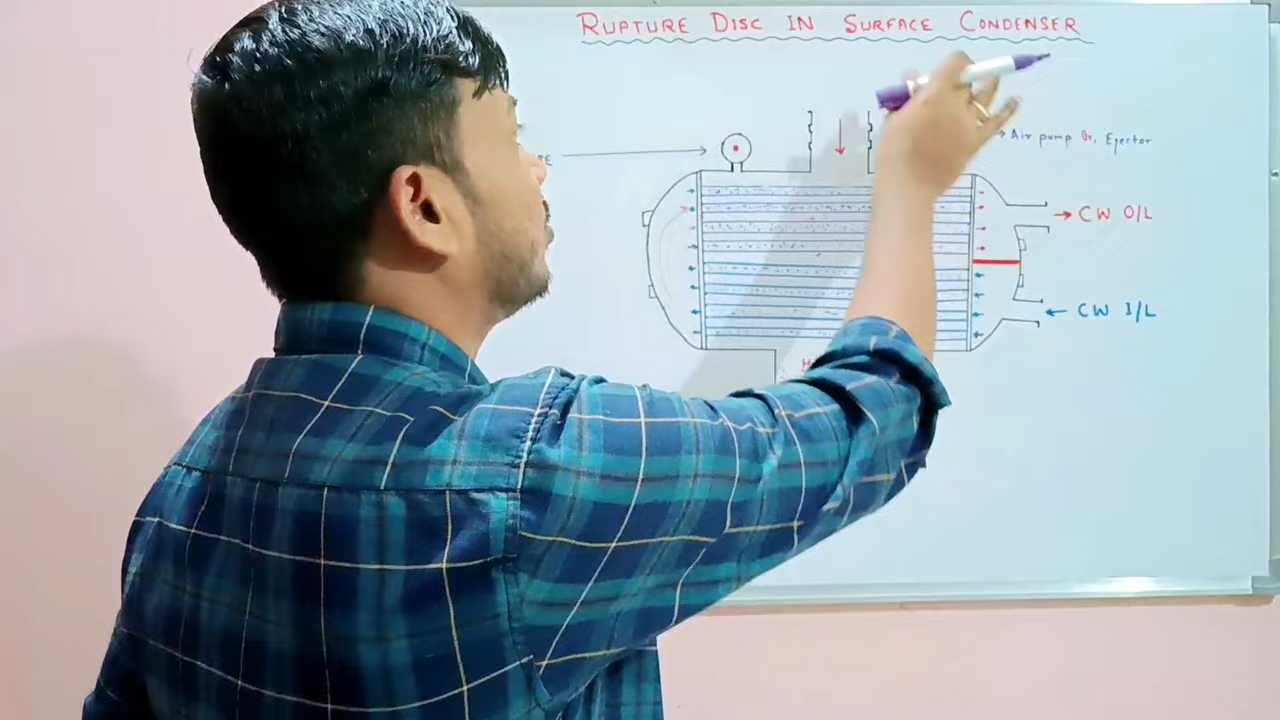 RUPTURE DISC IN SURFACE CONDENSER
Air pump Or, Ejector
CW O/L
CW I/L